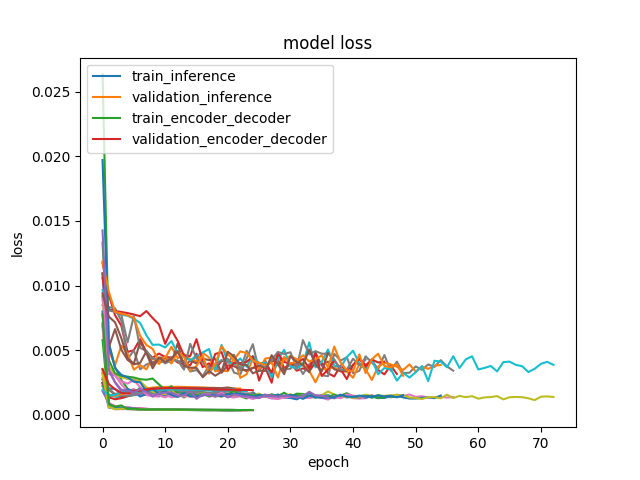 model loss
train_inference
validation_inference
train_encoder_decoder
validation_encoder_decoder
loss
0.025
0.020
0.015
0.010
0.005
0.000
0 10 20 30 40 50 60 70
epoch